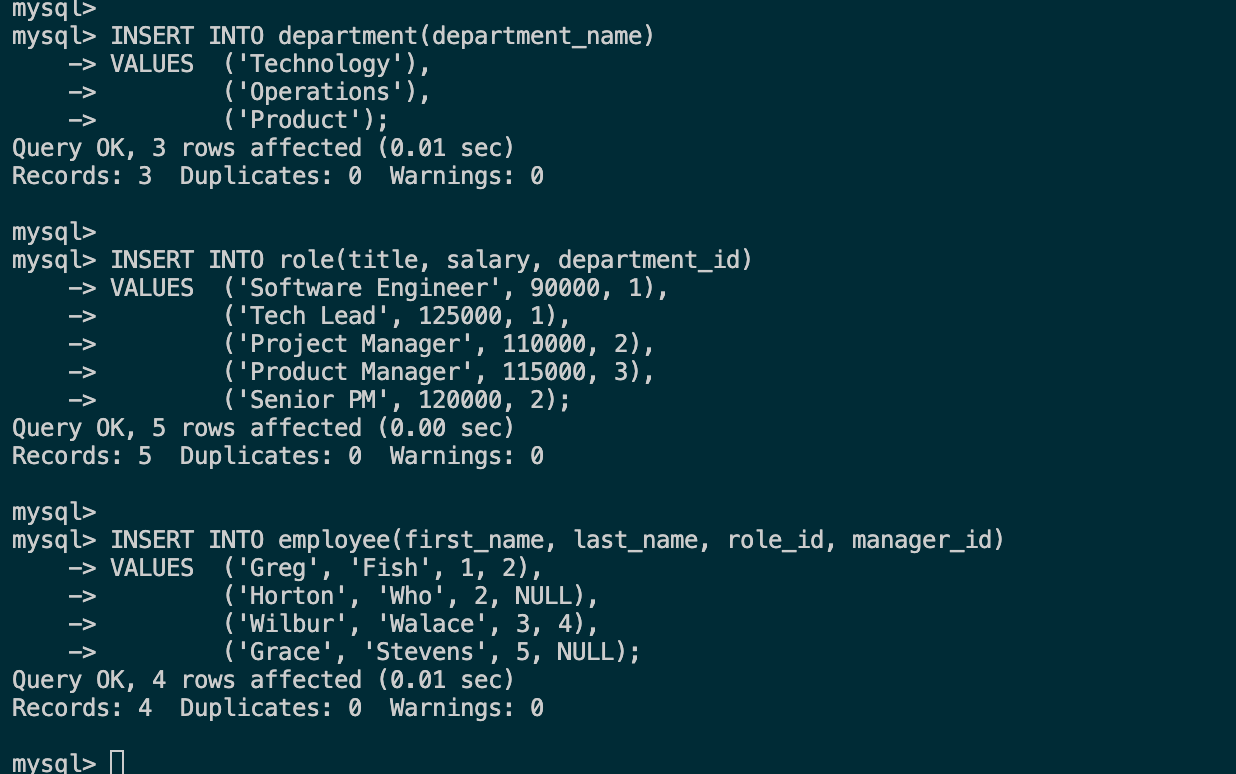 mysql>
mysql> INSERT INTO department(department_name)
    -> VALUES  ('Technology'),
    ->         ('Operations'),
    ->         ('Product');
Query OK, 3 rows affected (0.01 sec)
Records: 3  Duplicates: 0  Warnings: 0

mysql>
mysql> INSERT INTO role(title, salary, department_id)
    -> VALUES  ('Software Engineer', 90000, 1),
    ->         ('Tech Lead', 125000, 1),
    ->         ('Project Manager', 110000, 2),
    ->         ('Product Manager', 115000, 3),
    ->         ('Senior PM', 120000, 2);
Query OK, 5 rows affected (0.00 sec)
Records: 5  Duplicates: 0  Warnings: 0

mysql>
mysql> INSERT INTO employee(first_name, last_name, role_id, manager_id)
    -> VALUES  ('Greg', 'Fish', 1, 2),
    ->         ('Horton', 'Who', 2, NULL),
    ->         ('Wilbur', 'Walace', 3, 4),
    ->         ('Grace', 'Stevens', 5, NULL);
Query OK, 4 rows affected (0.01 sec)
Records: 4  Duplicates: 0  Warnings: 0

mysql>